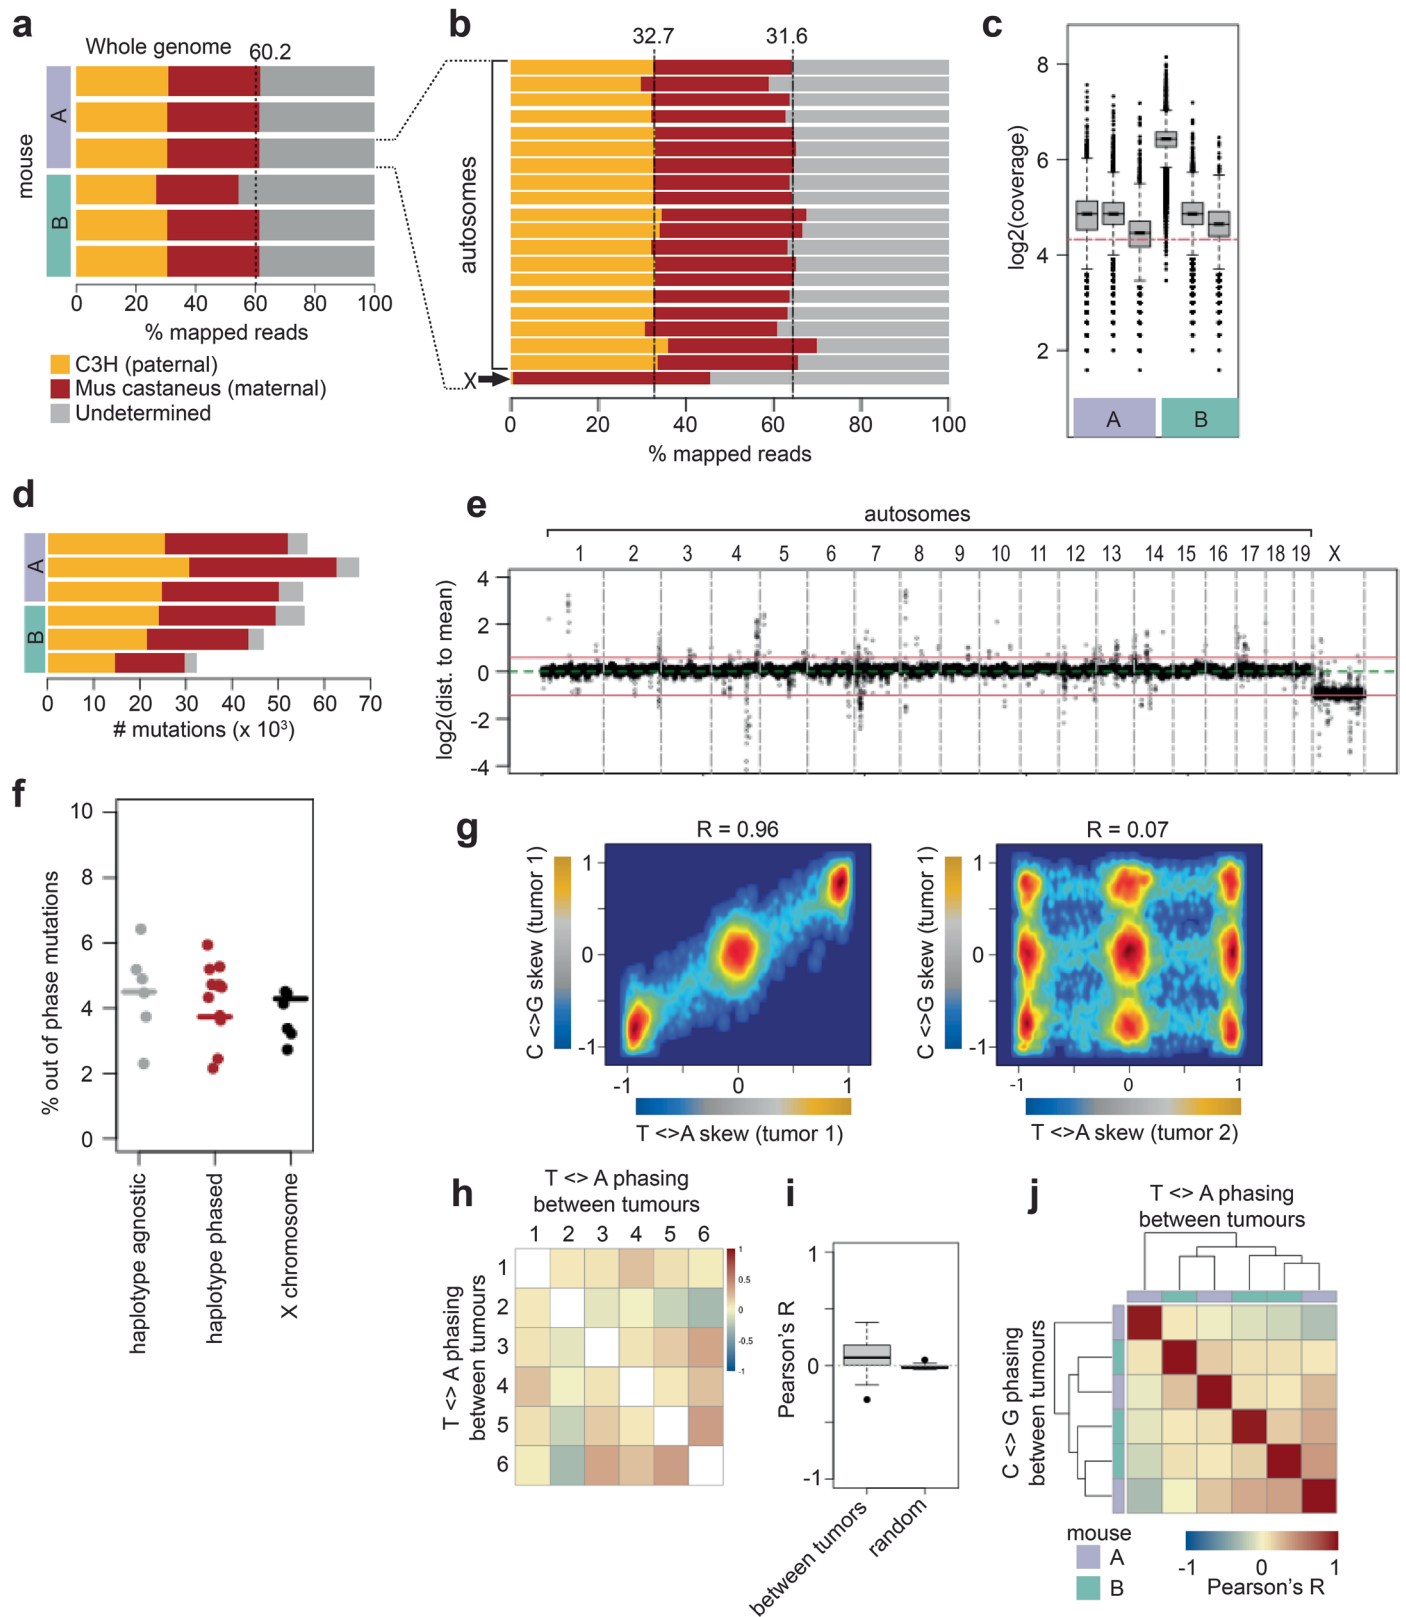 a
Whole genome
60.2
mouse
A
B
0 20 40 60 80 100
% mapped reads
C3H (paternal)
Mus castaneus (maternal)
Undetermined
b
32.7
31.6
autosomes
X
0 20 40 60 80 100
% mapped reads
c
log2(coverage)
8
6
4
2
A
B
d
A
B
0 10 20 30 40 50 60 70
# mutations (x 10³)
e
autosomes
1 2 3 4 5 6 7 8 9 10 11 12 13 14 15 16 17 18 19 X
log2(dist. to mean)
4
2
0
-2
-4
f
% out of phase mutations
10
8
6
4
2
0
haplotype agnostic
haplotype phased
X chromosome
g
R = 0.96
C <>G skew (tumor 1)
1
0
-1
-1 0 1
T <>A skew (tumor 1)
R = 0.07
C <>G skew (tumor 1)
1
0
-1
-1 0 1
T <>A skew (tumor 2)
h
T <> A phasing
between tumours
1 2 3 4 5 6
T <> A phasing
between tumours
1
2
3
4
5
6
1
0.5
0
-0.5
-1
i
Pearson's R
1
0
-1
between tumors
random
j
T <> A phasing
between tumours
C <> G phasing
between tumours
mouse
A
B
-1 0 1
Pearson's R